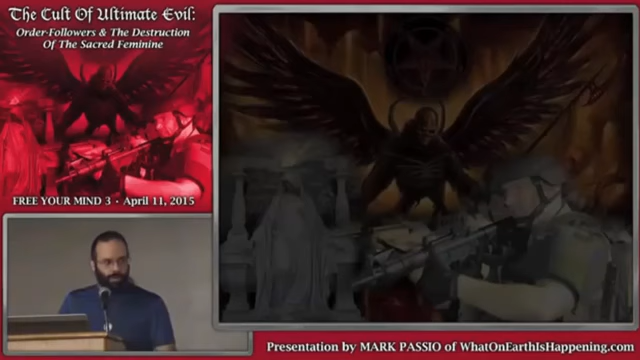 The Cult Of Ultimate Evil:
Order-Followers & The Destruction
Of The Sacred Feminine
FREE YOUR MIND 3 • April 11, 2015
Presentation by MARK PASSIO of WhatOnEarthIsHappening.com